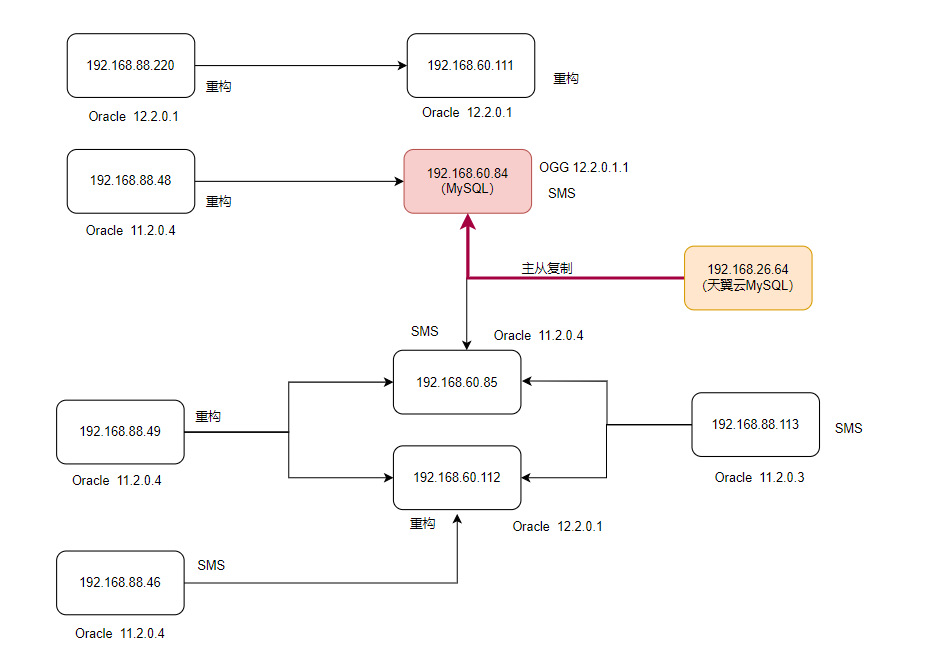 192.168.88.220
重构
Oracle 12.2.0.1
192.168.60.111
重构
Oracle 12.2.0.1
192.168.88.48
重构
Oracle 11.2.0.4
192.168.60.84
（MySQL）
OGG 12.2.0.1.1
SMS
主从复制
192.168.26.64
（天翼云MySQL）
SMS
Oracle 11.2.0.4
192.168.60.85
192.168.88.49
重构
Oracle 11.2.0.4
192.168.88.113
SMS
Oracle 11.2.0.3
192.168.60.112
重构
Oracle 12.2.0.1
192.168.88.46
SMS
Oracle 11.2.0.4